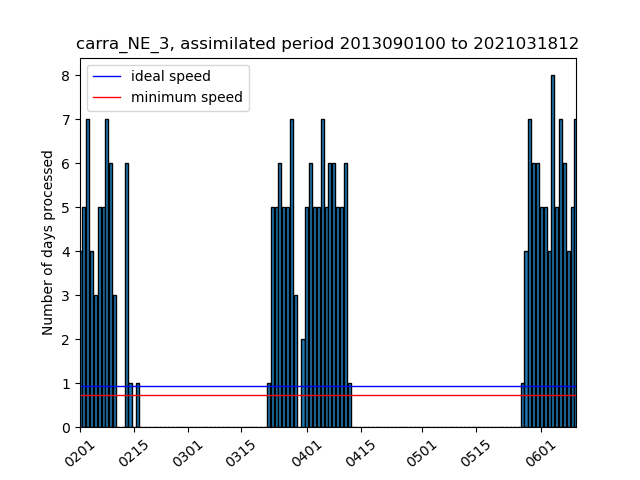 carra_NE_3, assimilated period 2013090100 to 2021031812
ideal speed
minimum speed
Number of days processed
8
7
6
5
4
3
2
1
0
0201 0215 0301 0315 0401 0415 0501 0515 0601